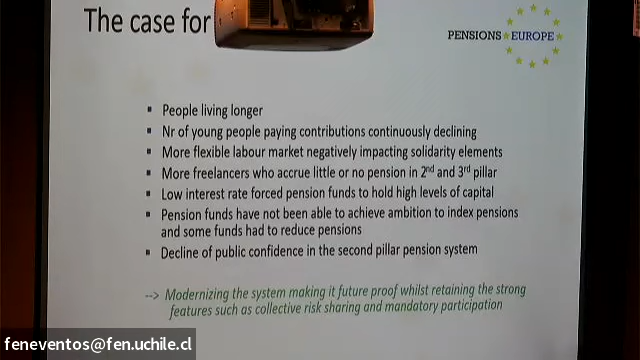 The case for
PENSIONS EUROPE
▪ People living longer
▪ Nr of young people paying contributions continuously declining
▪ More flexible labour market negatively impacting solidarity elements
▪ More freelancers who accrue little or no pension in 2nd and 3rd pillar
▪ Low interest rate forced pension funds to hold high levels of capital
▪ Pension funds have not been able to achieve ambition to index pensions
and some funds had to reduce pensions
▪ Decline of public confidence in the second pillar pension system
--> Modernizing the system making it future proof whilst retaining the strong
features such as collective risk sharing and mandatory participation
feneventos@fen.uchile.cl